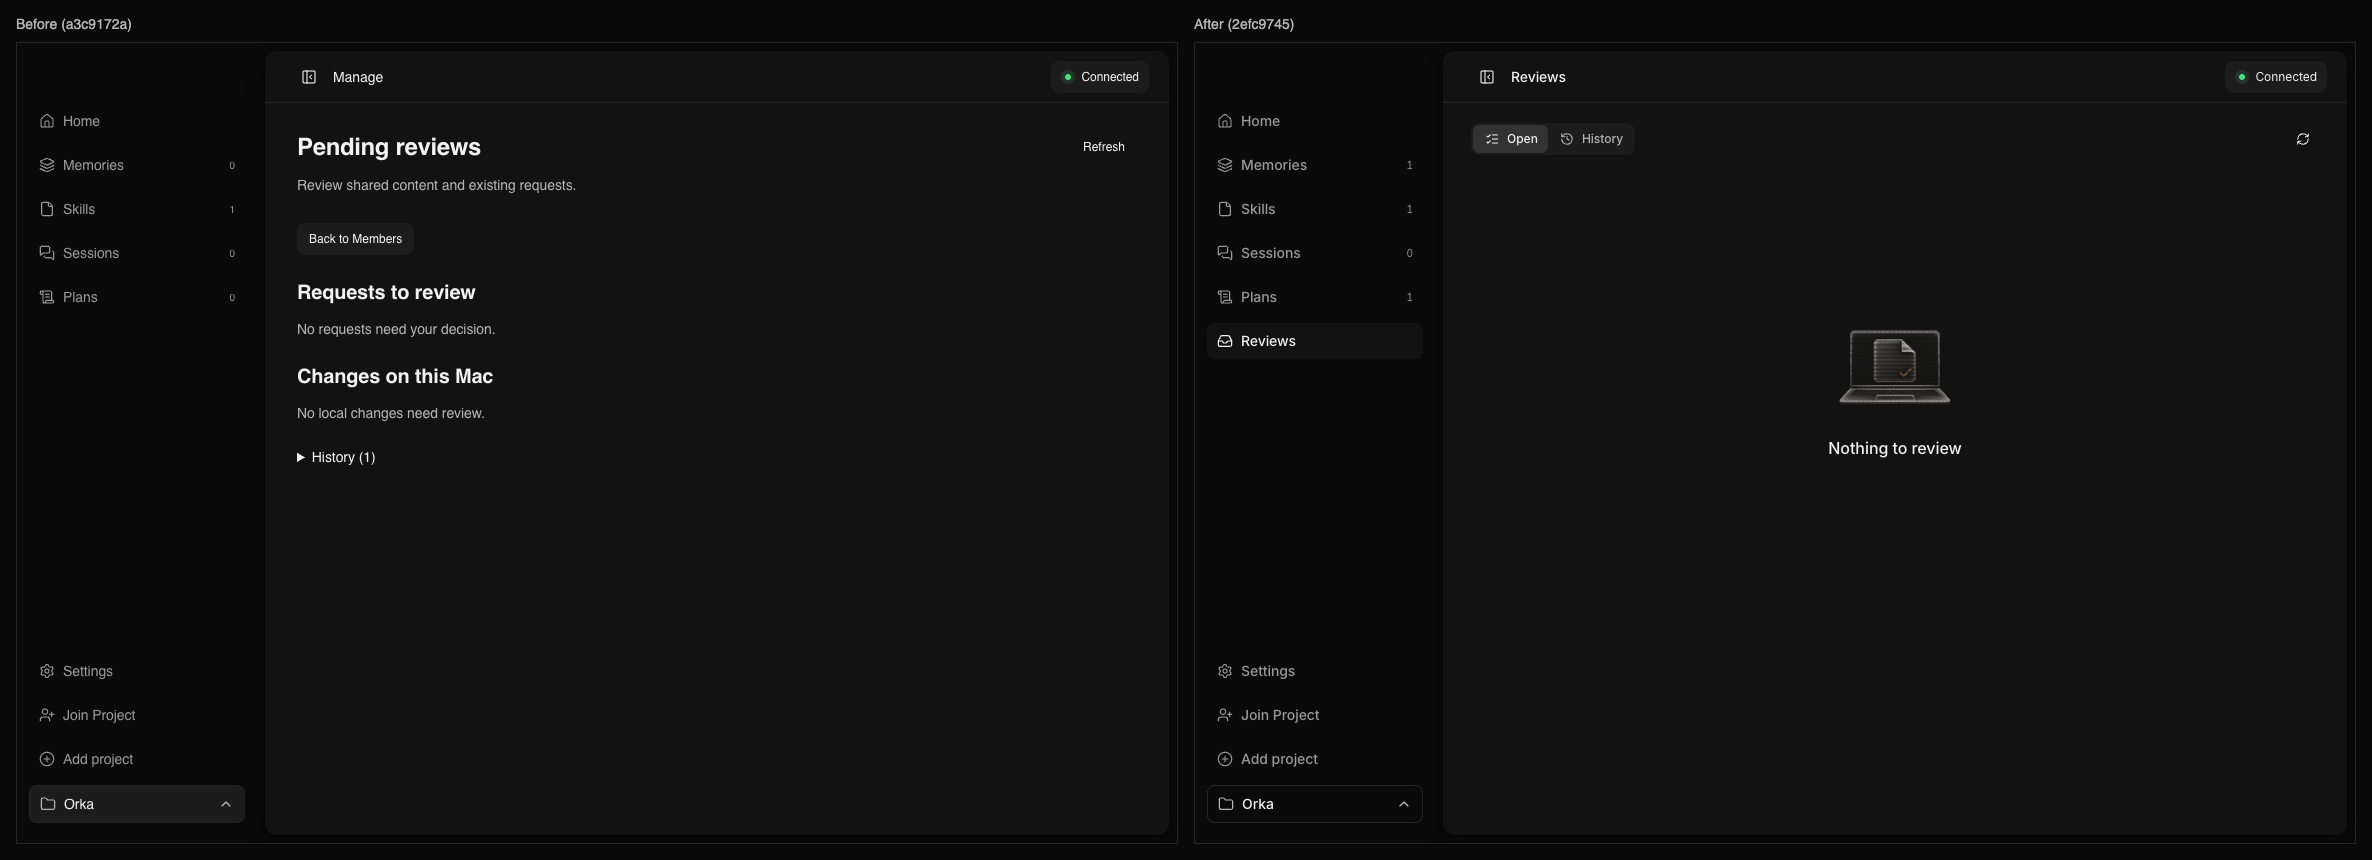 Before (a3c9172a)
Home
Memories 0
Skills 1
Sessions 0
Plans 0
Settings
Join Project
Add project
Orka
Manage
Connected
Pending reviews
Refresh
Review shared content and existing requests.
Back to Members
Requests to review
No requests need your decision.
Changes on this Mac
No local changes need review.
History (1)
After (2efc9745)
Home
Memories 1
Skills 1
Sessions 0
Plans 1
Reviews
Settings
Join Project
Add project
Orka
Reviews
Connected
Open
History
Nothing to review